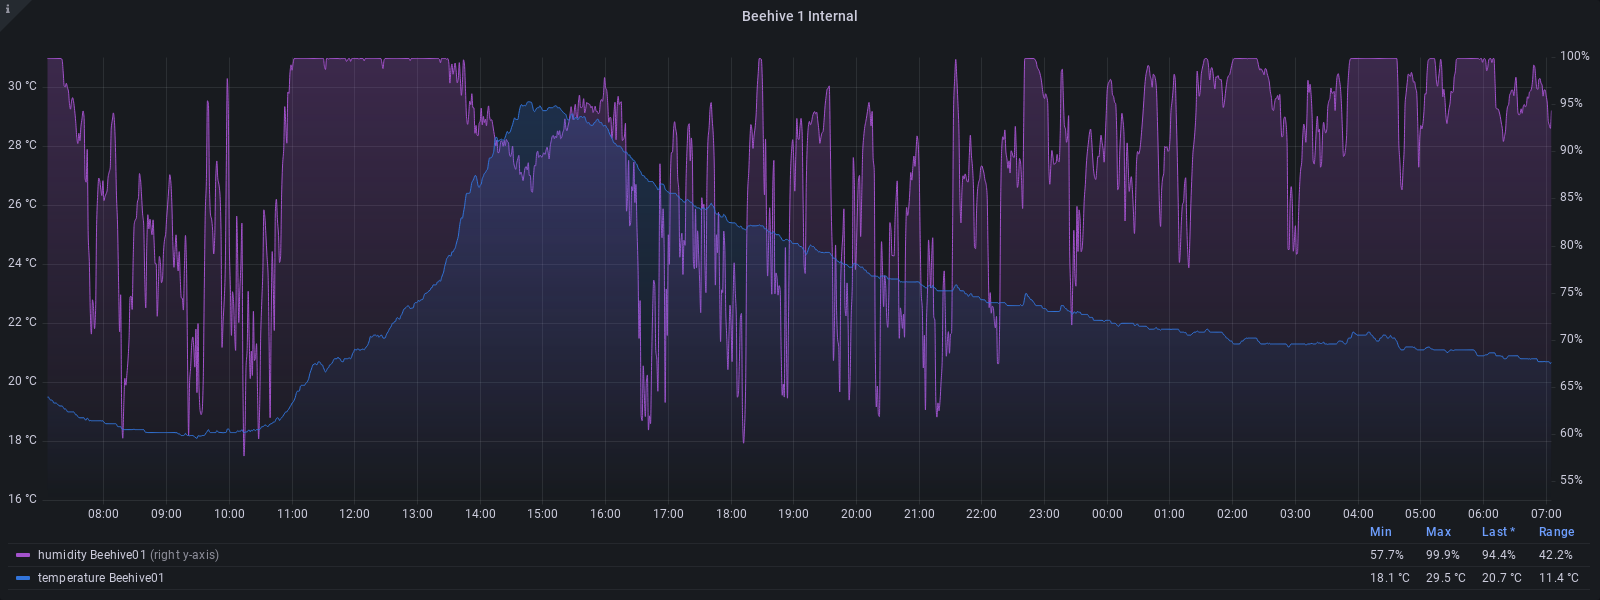 i
Beehive 1 Internal
30 °C
28 °C
26 °C
24 °C
22 °C
20 °C
18 °C
16 °C
100%
95%
90%
85%
80%
75%
70%
65%
60%
55%
08:00 09:00 10:00 11:00 12:00 13:00 14:00 15:00 16:00 17:00 18:00 19:00 20:00 21:00 22:00 23:00 00:00 01:00 02:00 03:00 04:00 05:00 06:00 07:00
Min Max Last * Range
humidity Beehive01 (right y-axis) 57.7% 99.9% 94.4% 42.2%
temperature Beehive01 18.1 °C 29.5 °C 20.7 °C 11.4 °C